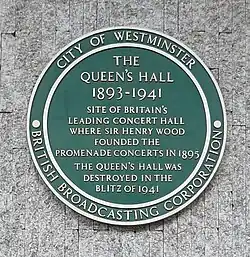 CITY OF WESTMINSTER
THE
QUEEN'S HALL
1893-1941
SITE OF BRITAIN'S
LEADING CONCERT HALL
WHERE SIR HENRY WOOD
FOUNDED THE
PROMENADE CONCERTS IN 1895
THE QUEEN'S HALL WAS
DESTROYED IN THE
BLITZ OF 1941
BRITISH BROADCASTING CORPORATION